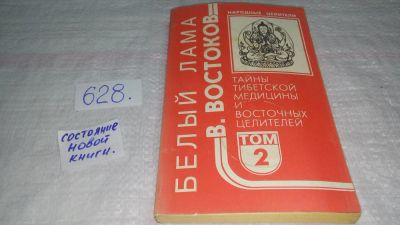 628.
состояние
новой
книги.
НАРОДНЫЕ ЦЕЛИТЕЛИ
БЕЛЫЙ ЛАМА
В. ВОСТОКОВ
ТАЙНЫ
ТИБЕТСКОЙ
МЕДИЦИНЫ
И
ВОСТОЧНЫХ
ЦЕЛИТЕЛЕЙ
ТОМ
2